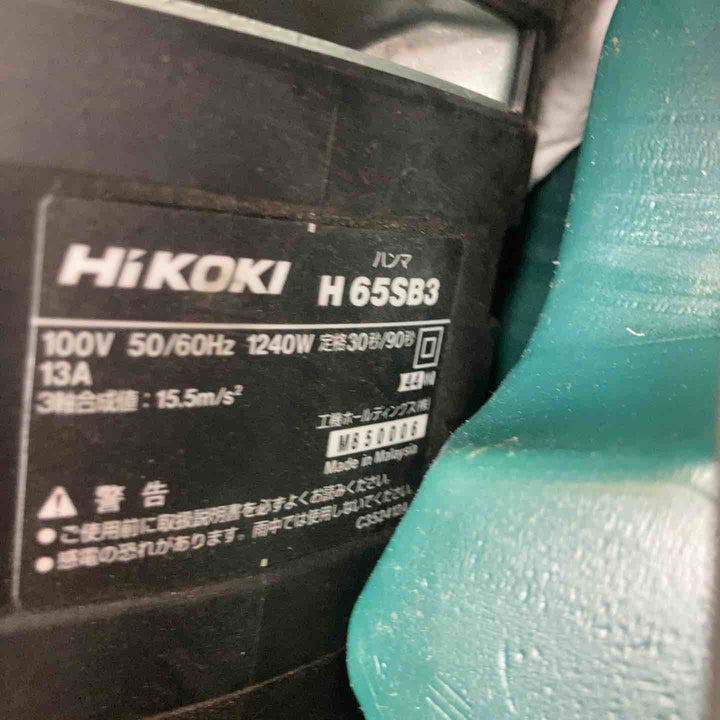 HiKOKI
ハンマ
H 65SB3
100V 50/60Hz 1240W 定格 30秒/90秒
13A
3軸合成値 : 15.5m/s²
工機ホールディングス(株)
M850006
Made in Malaysia
警告
● ご使用前に取扱説明書を必ずよくお読みください。
● 感電の恐れがあります。雨中では使用しないでください。